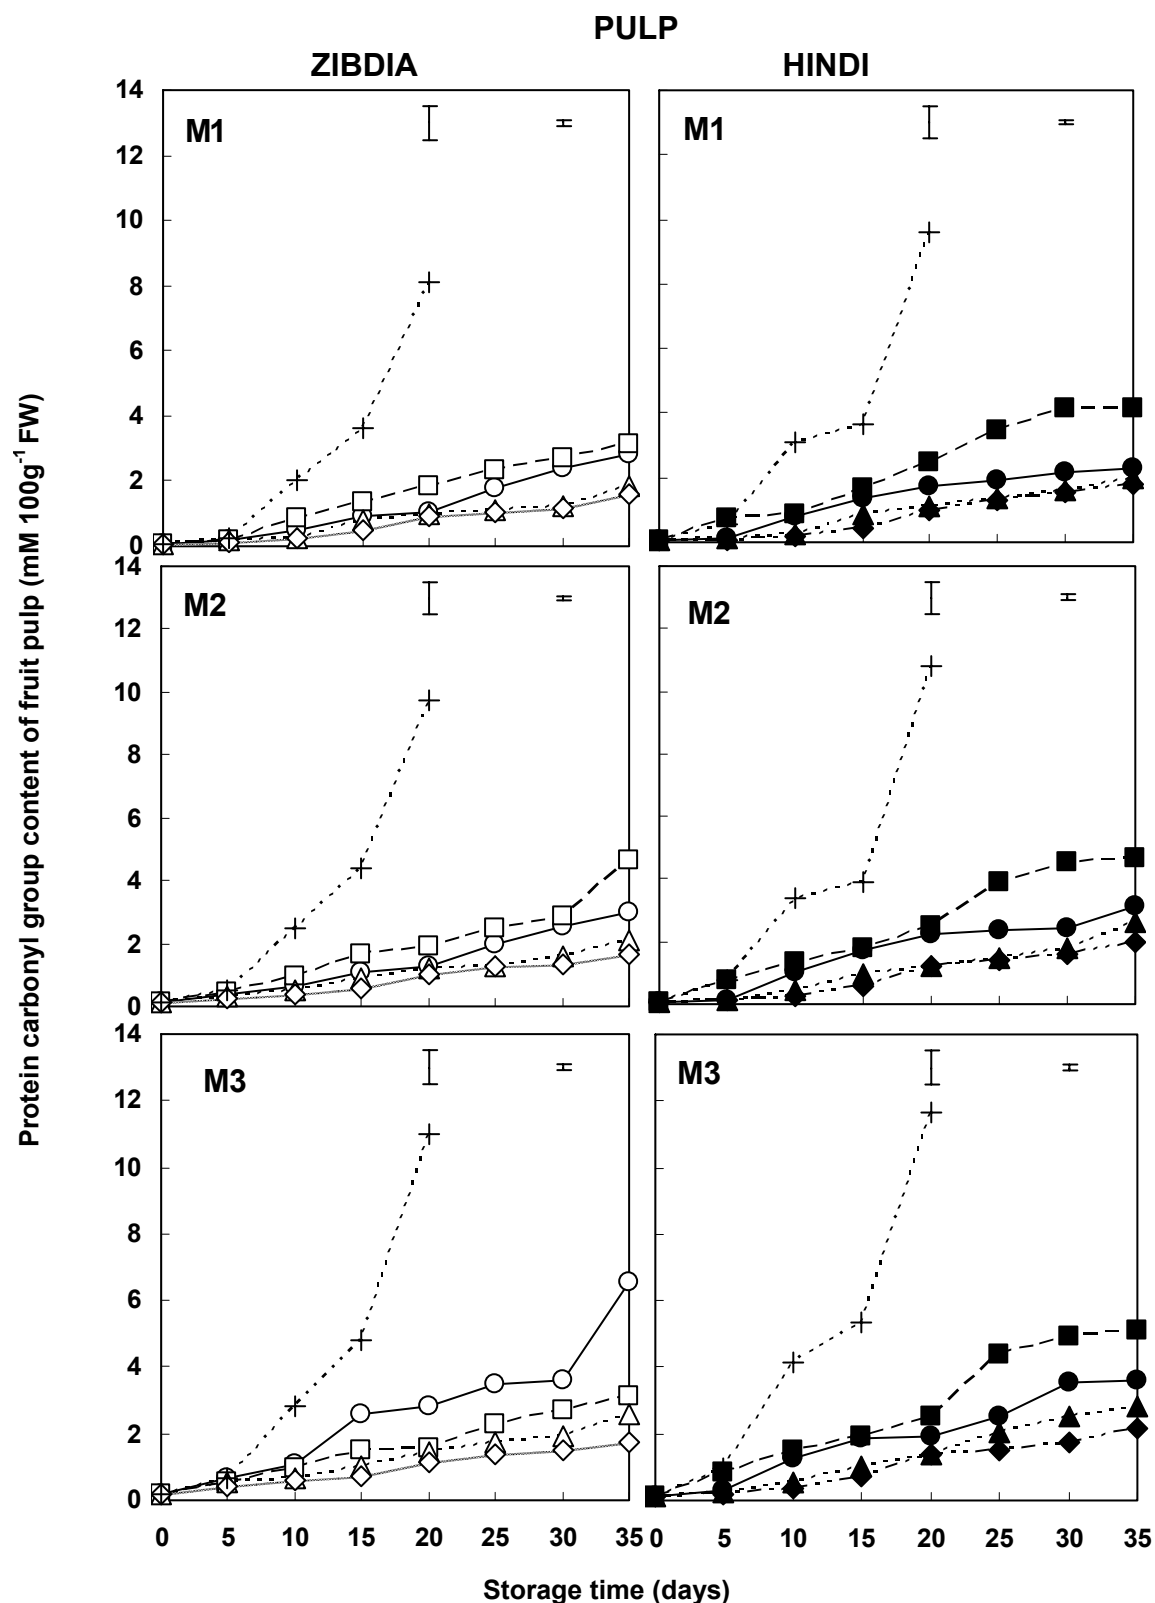 PULP
ZIBDIA HINDI
Protein carbonyl group content of fruit pulp (mM 100g⁻¹ FW)
14
12
10
8
6
4
2
0
M1
M1
14
12
10
8
6
4
2
0
M2
M2
14
12
10
8
6
4
2
0
M3
M3
0 5 10 15 20 25 30 35 0 5 10 15 20 25 30 35
Storage time (days)